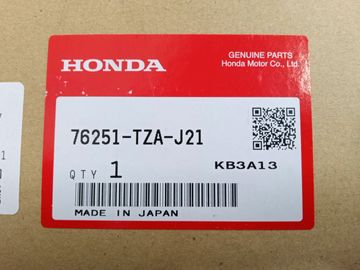 HONDA
GENUINE PARTS
Honda Motor Co., Ltd.
76251-TZA-J21
QTY 1
KB3A13
MADE IN JAPAN